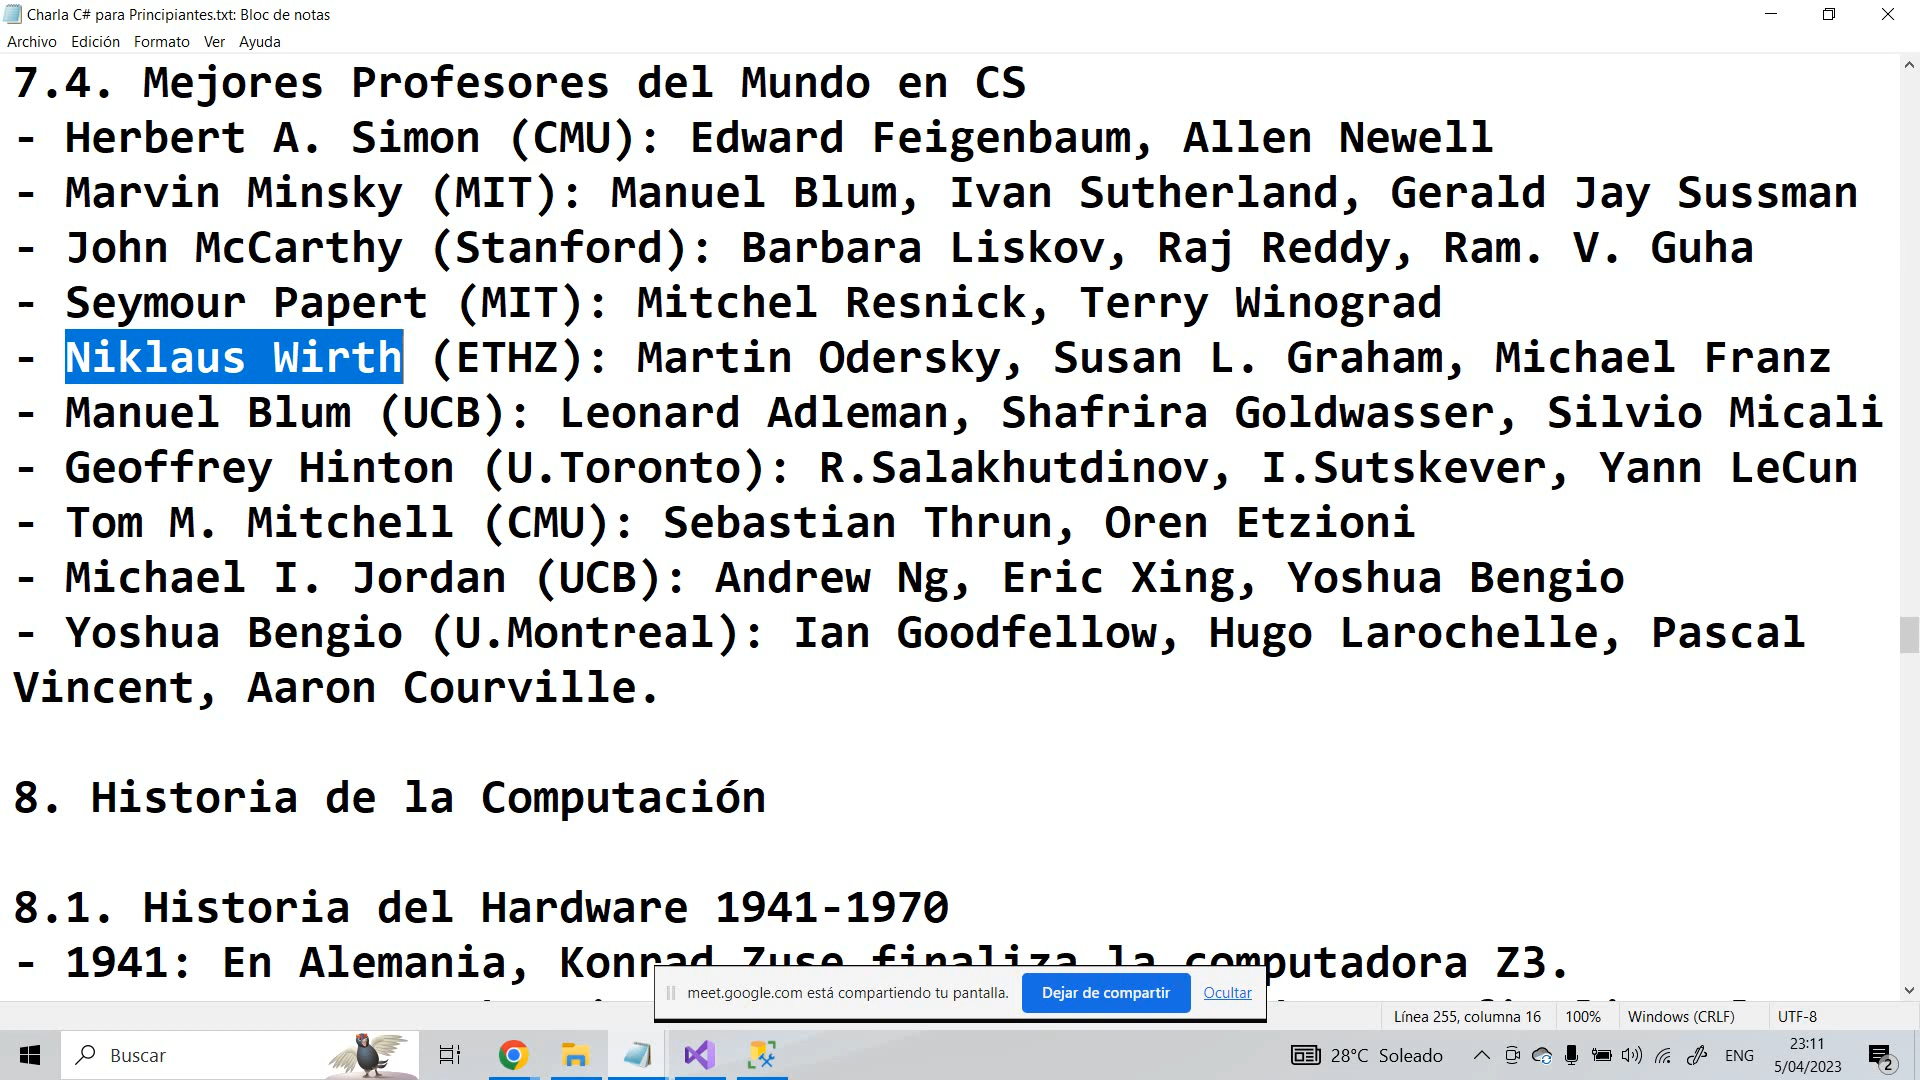 Charla C# para Principiantes.txt: Bloc de notas
Archivo Edición Formato Ver Ayuda
7.4. Mejores Profesores del Mundo en CS
- Herbert A. Simon (CMU): Edward Feigenbaum, Allen Newell
- Marvin Minsky (MIT): Manuel Blum, Ivan Sutherland, Gerald Jay Sussman
- John McCarthy (Stanford): Barbara Liskov, Raj Reddy, Ram. V. Guha
- Seymour Papert (MIT): Mitchel Resnick, Terry Winograd
- Niklaus Wirth (ETHZ): Martin Odersky, Susan L. Graham, Michael Franz
- Manuel Blum (UCB): Leonard Adleman, Shafrira Goldwasser, Silvio Micali
- Geoffrey Hinton (U.Toronto): R.Salakhutdinov, I.Sutskever, Yann LeCun
- Tom M. Mitchell (CMU): Sebastian Thrun, Oren Etzioni
- Michael I. Jordan (UCB): Andrew Ng, Eric Xing, Yoshua Bengio
- Yoshua Bengio (U.Montreal): Ian Goodfellow, Hugo Larochelle, Pascal
Vincent, Aaron Courville.
8. Historia de la Computación
8.1. Historia del Hardware 1941-1970
- 1941: En Alemania, Konrad Zuse finaliza la computadora Z3.
meet.google.com está compartiendo tu pantalla. Dejar de compartir Ocultar
Línea 255, columna 16 100% Windows (CRLF) UTF-8
Buscar 28°C Soleado ENG 23:11
5/04/2023 2